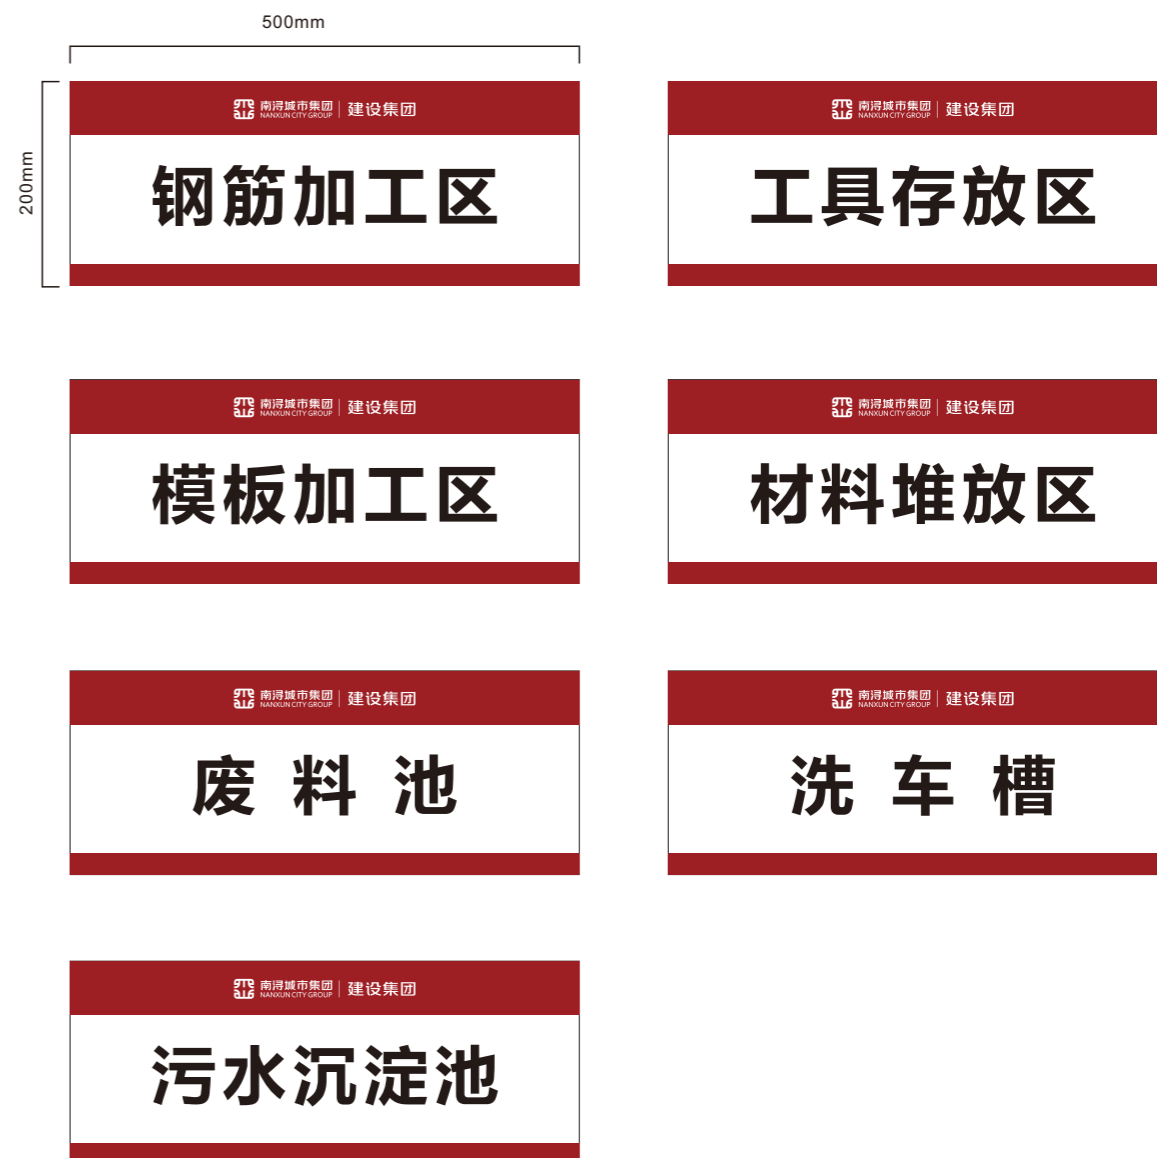 500mm
200mm
南浔城市集团 建设集团
NANXUN CITY GROUP
钢筋加工区
南浔城市集团 建设集团
NANXUN CITY GROUP
工具存放区
南浔城市集团 建设集团
NANXUN CITY GROUP
模板加工区
南浔城市集团 建设集团
NANXUN CITY GROUP
材料堆放区
南浔城市集团 建设集团
NANXUN CITY GROUP
废料池
南浔城市集团 建设集团
NANXUN CITY GROUP
洗车槽
南浔城市集团 建设集团
NANXUN CITY GROUP
污水沉淀池